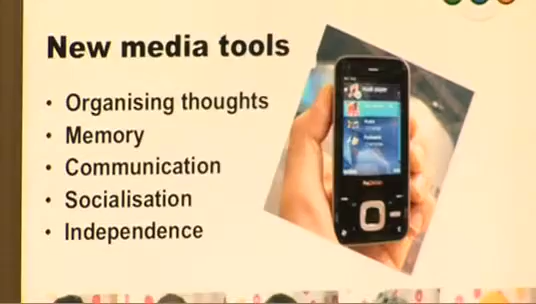 New media tools
• Organising thoughts
• Memory
• Communication
• Socialisation
• Independence